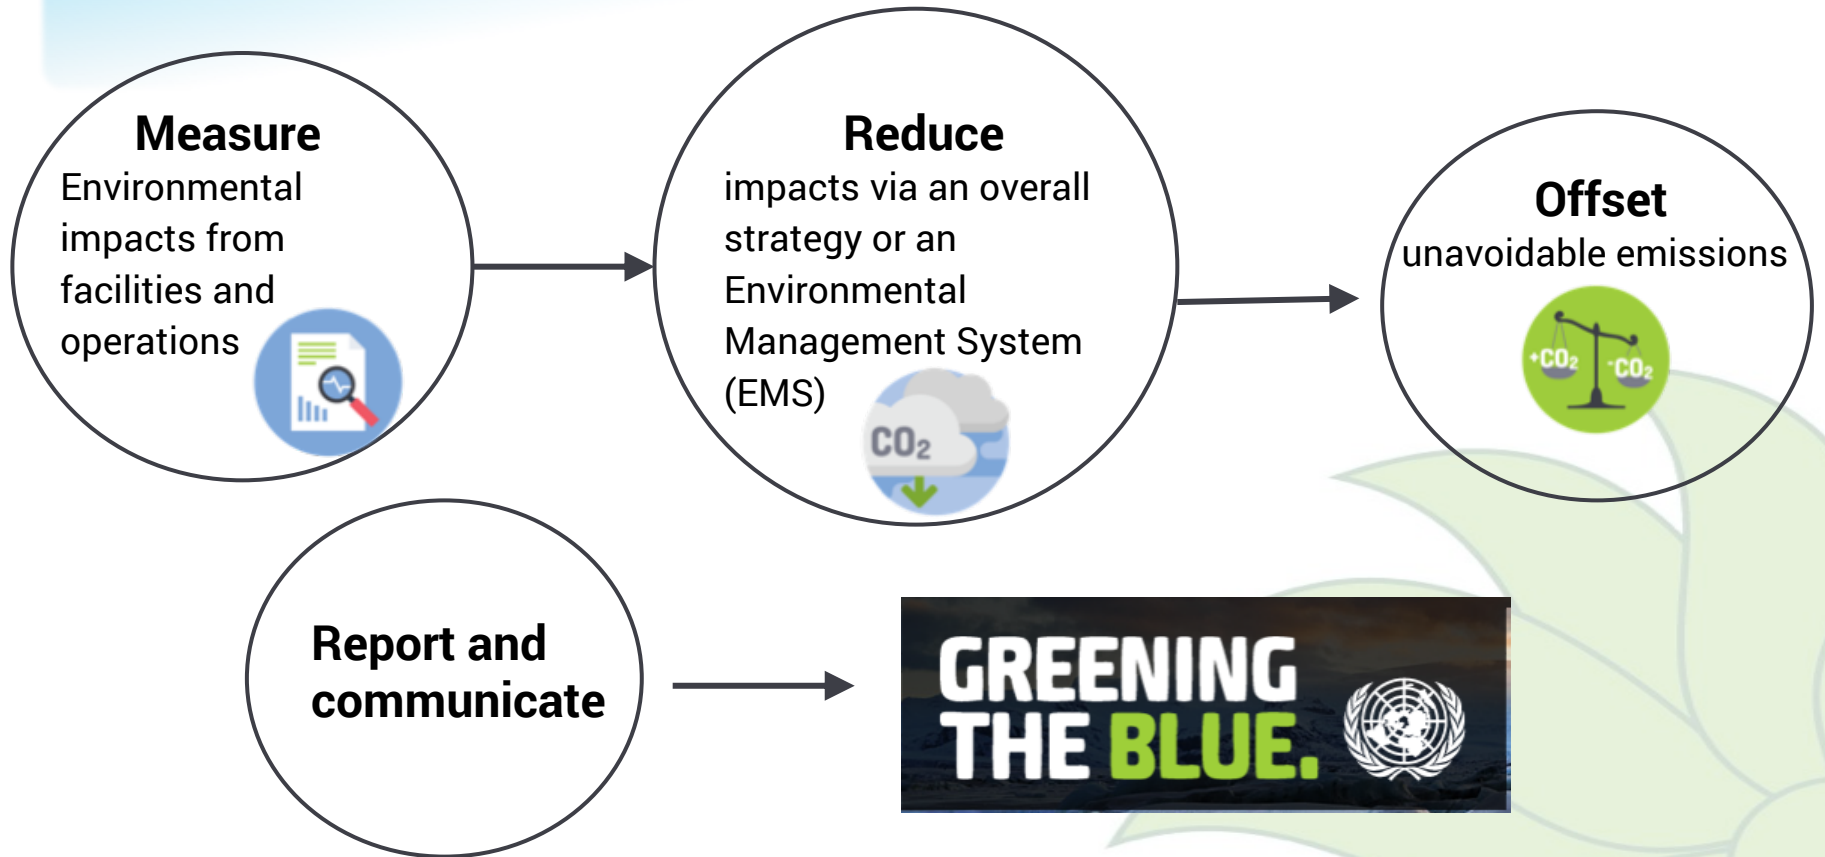 Measure
Environmental
impacts from
facilities and
operations
Reduce
impacts via an overall
strategy or an
Environmental
Management System
(EMS)
CO₂
Offset
unavoidable emissions
+CO₂
-CO₂
Report and
communicate
GREENING
THE BLUE.